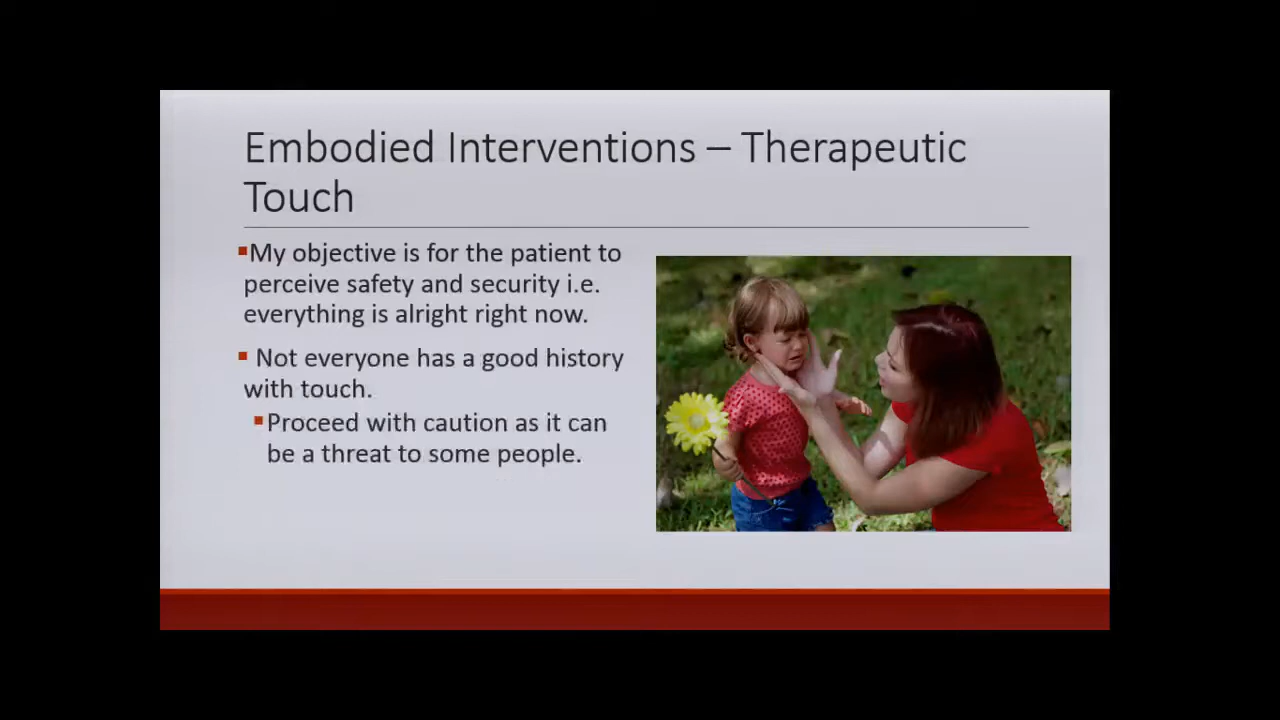 Embodied Interventions – Therapeutic
Touch
My objective is for the patient to
perceive safety and security i.e.
everything is alright right now.
Not everyone has a good history
with touch.
Proceed with caution as it can
be a threat to some people.